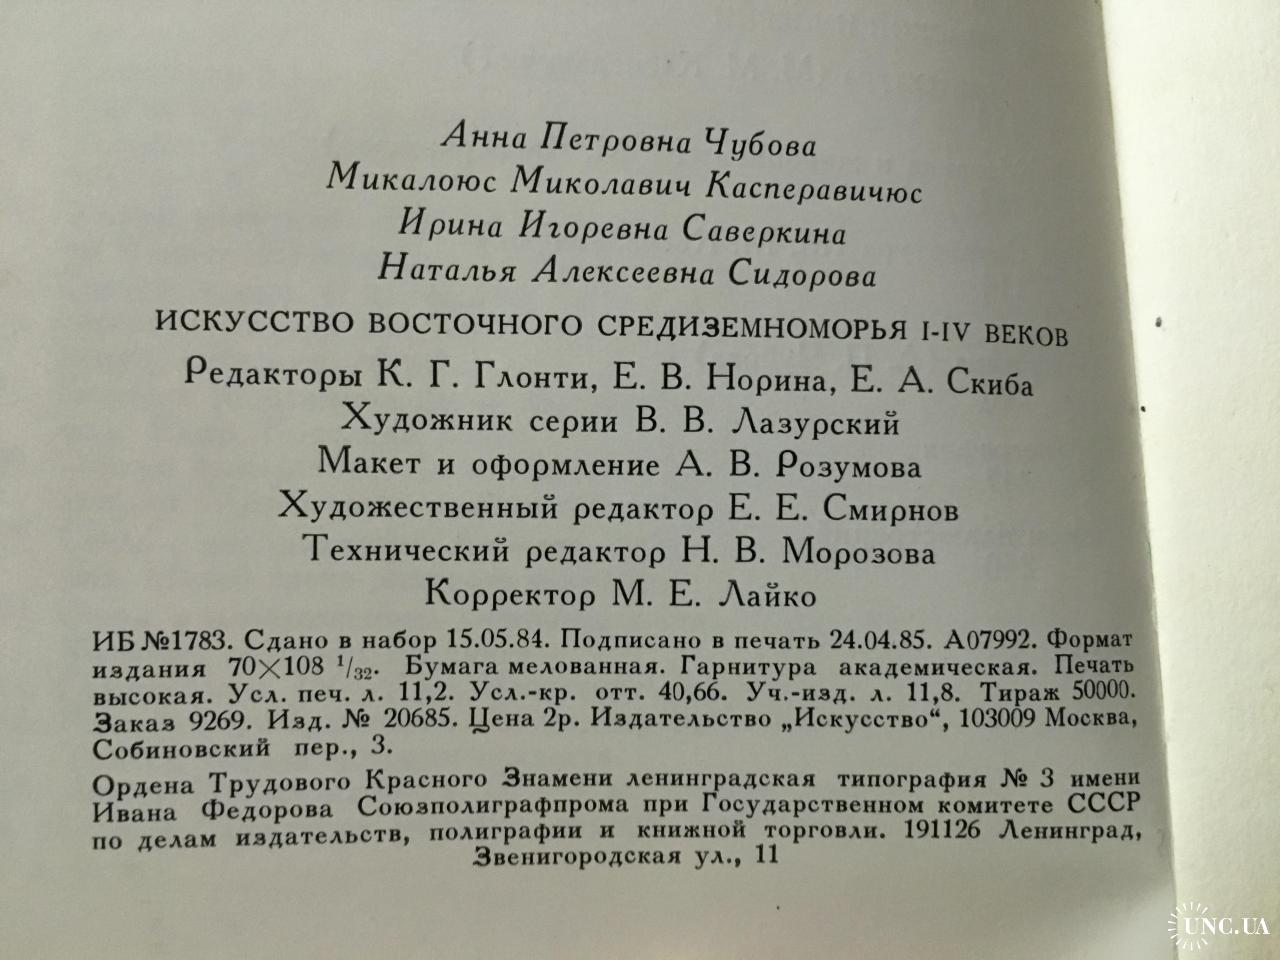 Анна Петровна Чубова
Микалоюс Миколавич Касперавичюс
Ирина Игоревна Саверкина
Наталья Алексеевна Сидорова
ИСКУССТВО ВОСТОЧНОГО СРЕДИЗЕМНОМОРЬЯ I-IV ВЕКОВ
Редакторы К. Г. Глонти, Е. В. Норина, Е. А. Скиба
Художник серии В. В. Лазурский
Макет и оформление А. В. Розумова
Художественный редактор Е. Е. Смирнов
Технический редактор Н. В. Морозова
Корректор М. Е. Лайко
ИБ №1783. Сдано в набор 15.05.84. Подписано в печать 24.04.85. А07992. Формат
издания 70×108 1/32. Бумага мелованная. Гарнитура академическая. Печать
высокая. Усл. печ. л. 11,2. Усл.-кр. отт. 40,66. Уч.-изд. л. 11,8. Тираж 50000.
Заказ 9269. Изд. № 20685. Цена 2р. Издательство „Искусство“, 103009 Москва,
Собиновский пер., 3.
Ордена Трудового Красного Знамени ленинградская типография № 3 имени
Ивана Федорова Союзполиграфпрома при Государственном комитете СССР
по делам издательств, полиграфии и книжной торговли. 191126 Ленинград,
Звенигородская ул., 11
UNC.UA